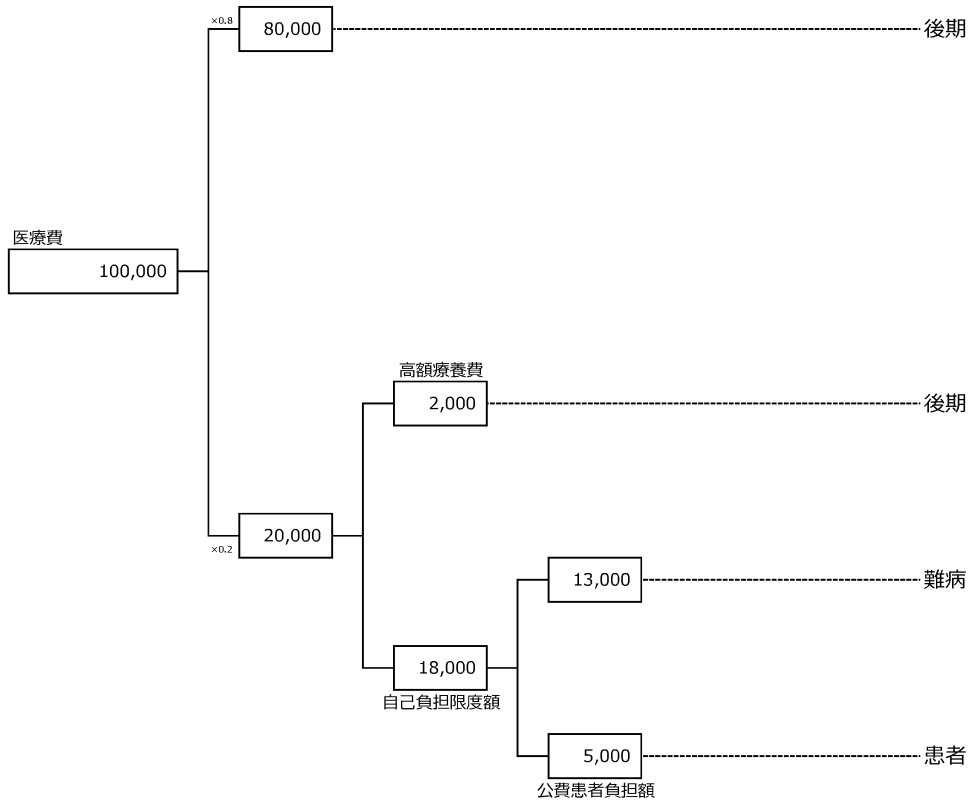 ×0.8
80,000
後期
医療費
100,000
高額療養費
2,000
後期
20,000
×0.2
13,000
難病
18,000
自己負担限度額
5,000
患者
公費患者負担額